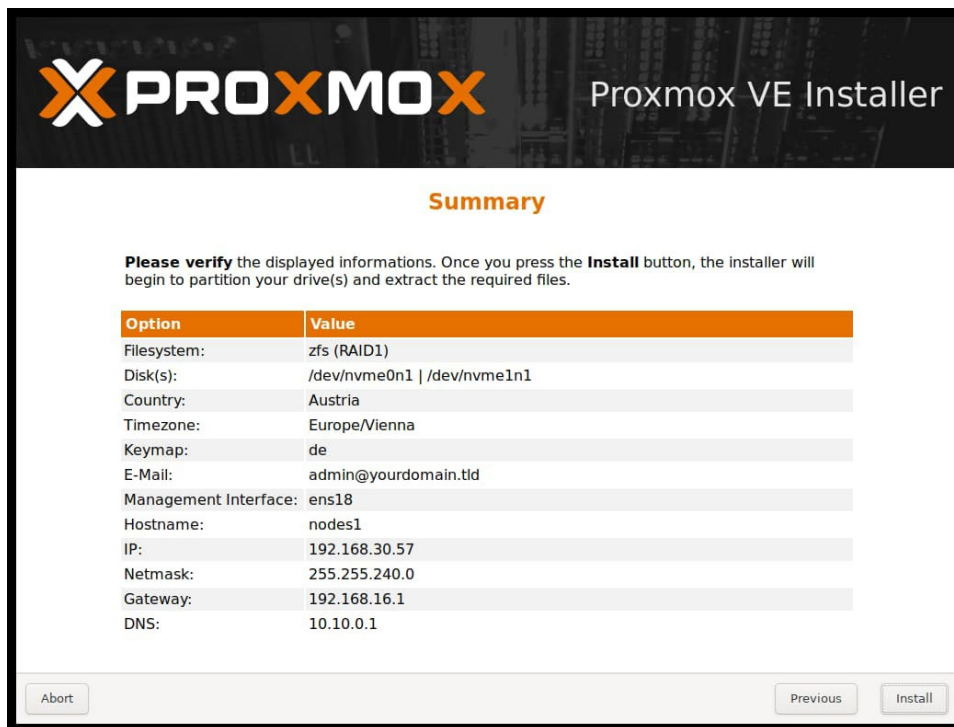 PROXMOX
Proxmox VE Installer
Summary
Please verify the displayed informations. Once you press the Install button, the installer will
begin to partition your drive(s) and extract the required files.
Option Value
Filesystem: zfs (RAID1)
Disk(s): /dev/nvme0n1 | /dev/nvme1n1
Country: Austria
Timezone: Europe/Vienna
Keymap: de
E-Mail: admin@yourdomain.tld
Management Interface: ens18
Hostname: nodes1
IP: 192.168.30.57
Netmask: 255.255.240.0
Gateway: 192.168.16.1
DNS: 10.10.0.1
Abort Previous Install